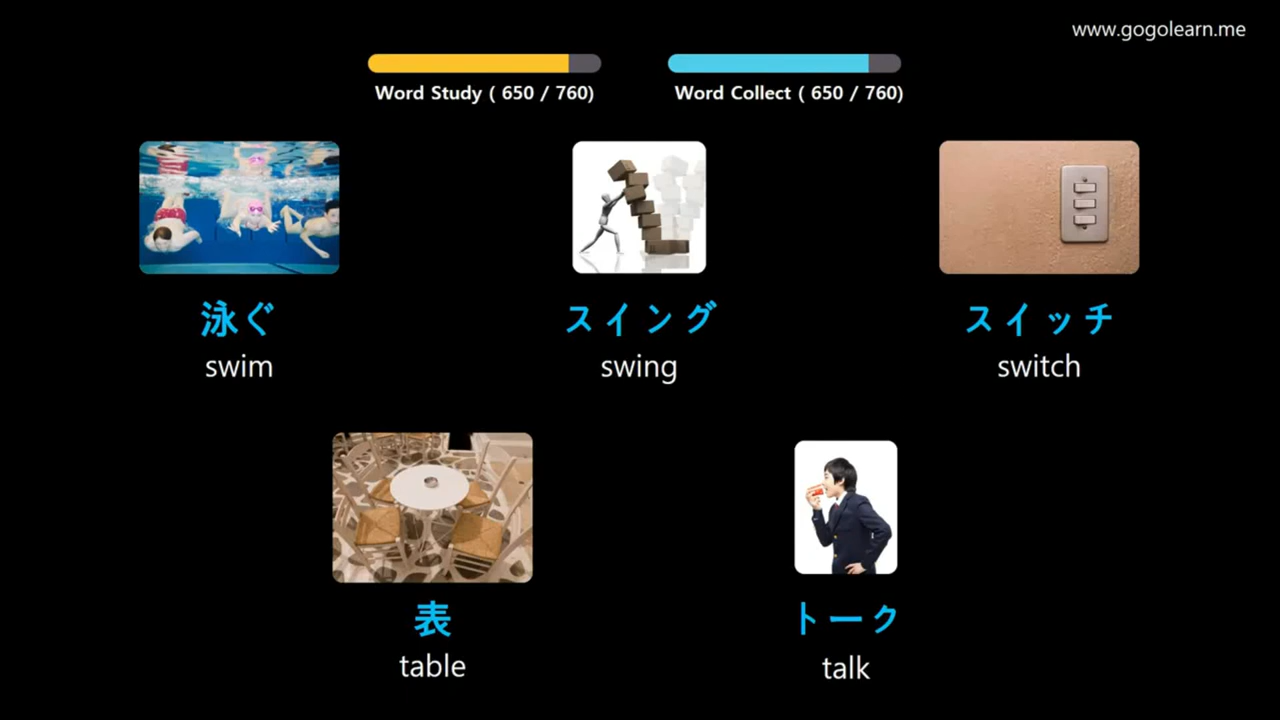 www.gogolearn.me
Word Study ( 650 / 760)
Word Collect ( 650 / 760)
泳ぐ
swim
スイング
swing
スイッチ
switch
表
table
トーク
talk